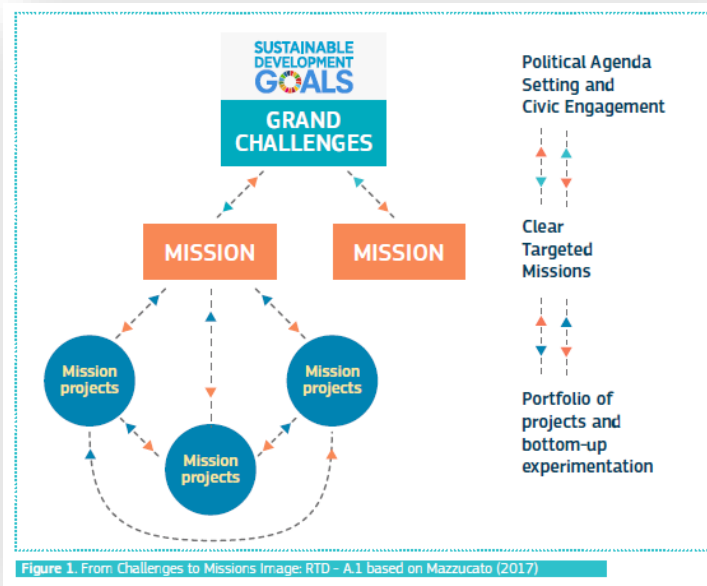 SUSTAINABLE
DEVELOPMENT
GOALS
GRAND
CHALLENGES
MISSION
MISSION
Mission
projects
Mission
projects
Mission
projects
Political Agenda
Setting and
Civic Engagement
Clear
Targeted
Missions
Portfolio of
projects and
bottom-up
experimentation
Figure 1. From Challenges to Missions Image: RTD - A.1 based on Mazzucato (2017)